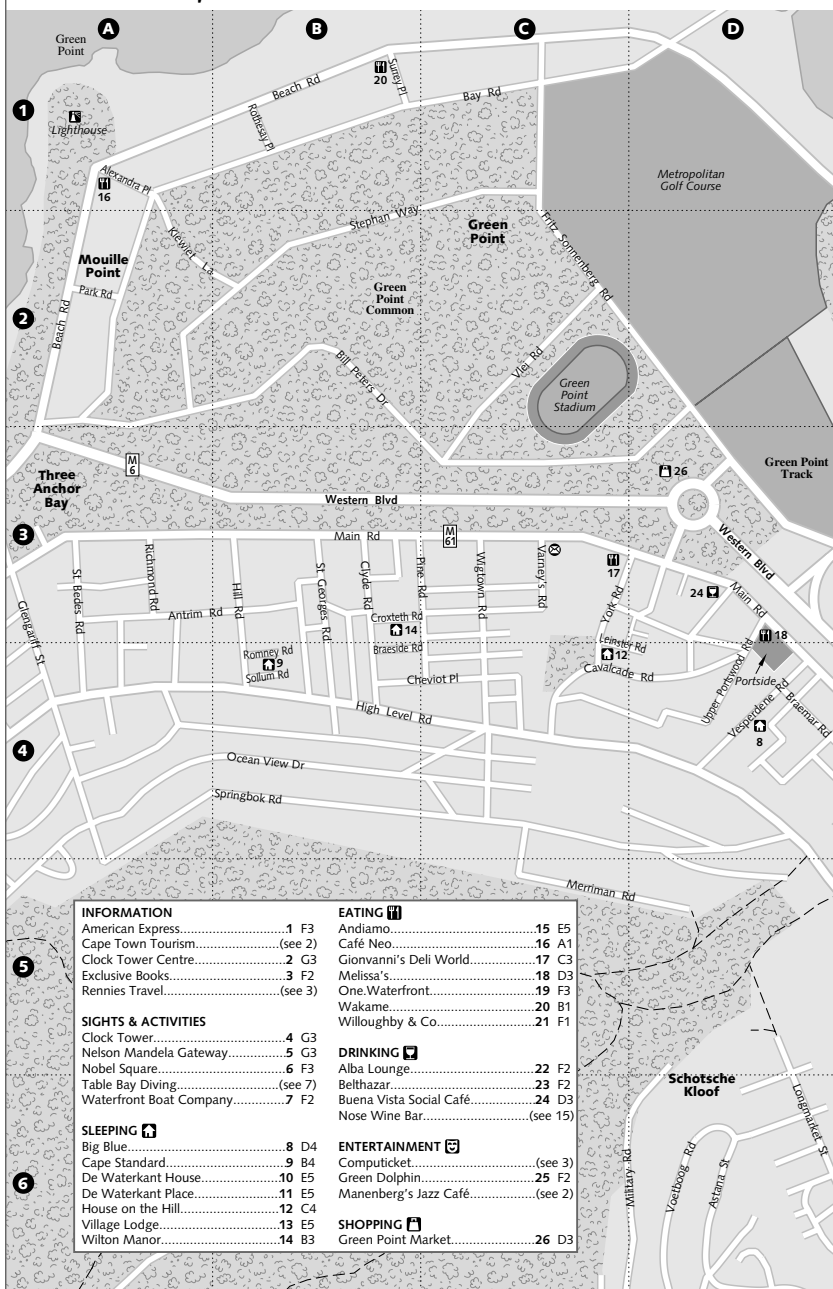 A
B
C
D
Green
Point
1
Lighthouse
Beach Rd
20
Surrey Pl
Bay Rd
Rothesay Pl
Alexandra Pl
16
Metropolitan
Golf Course
Stephan Way
Green
Point
Fritz Sonnenberg Rd
Kiewiet La
Mouille
Point
Park Rd
Green
Point
Common
2
Beach Rd
Bill Peters Dr
Vlei Rd
Green
Point
Stadium
M
6
26
Green Point
Track
Three
Anchor
Bay
Western Blvd
3
Main Rd
M
61
Western Blvd
17
24
Main Rd
St. Bedes Rd
Richmond Rd
Hill Rd
St Georges Rd
Clyde Rd
Pine Rd
Wigtown Rd
Varney's Rd
York Rd
Glengariff St
Antrim Rd
Croxteth Rd
14
18
Romney Rd
9
Sollum Rd
Braeside Rd
Leinster Rd
12
Cavalcade Rd
Cheviot Pl
Upper Portswood Rd
Portside
Vesperdene Rd
Braemar Rd
8
High Level Rd
4
Ocean View Dr
Springbok Rd
Merriman Rd
5
INFORMATION
American Express 1 F3
Cape Town Tourism (see 2)
Clock Tower Centre 2 G3
Exclusive Books 3 F2
Rennies Travel (see 3)
SIGHTS & ACTIVITIES
Clock Tower 4 G3
Nelson Mandela Gateway 5 G3
Nobel Square 6 F3
Table Bay Diving (see 7)
Waterfront Boat Company 7 F2
SLEEPING
Big Blue 8 D4
Cape Standard 9 B4
De Waterkant House 10 E5
De Waterkant Place 11 E5
House on the Hill 12 C4
Village Lodge 13 E5
Wilton Manor 14 B3
EATING
Andiamo 15 E5
Café Neo 16 A1
Gionvanni's Deli World 17 C3
Melissa's 18 D3
One.Waterfront 19 F3
Wakame 20 B1
Willoughby & Co 21 F1
DRINKING
Alba Lounge 22 F2
Belthazar 23 F2
Buena Vista Social Café 24 D3
Nose Wine Bar (see 15)
ENTERTAINMENT
Computicket (see 3)
Green Dolphin 25 F2
Manenberg's Jazz Café (see 2)
SHOPPING
Green Point Market 26 D3
Schotsche
Kloof
Longmarket St
6
Military Rd
Voetboog Rd
Astana St